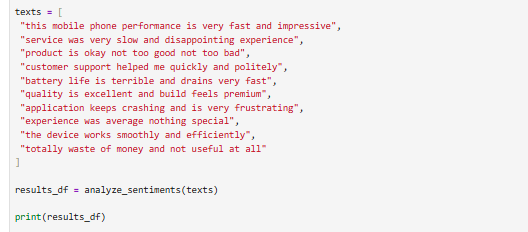 texts = [
"this mobile phone performance is very fast and impressive",
"service was very slow and disappointing experience",
"product is okay not too good not too bad",
"customer support helped me quickly and politely",
"battery life is terrible and drains very fast",
"quality is excellent and build feels premium",
"application keeps crashing and is very frustrating",
"experience was average nothing special",
"the device works smoothly and efficiently",
"totally waste of money and not useful at all"
]
results_df = analyze_sentiments(texts)
print(results_df)